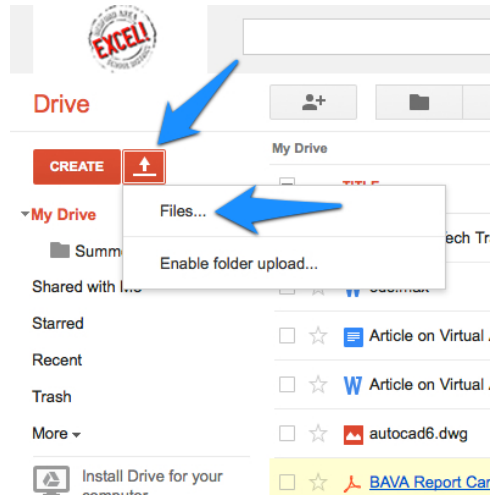 EXCEL!
Drive
My Drive
CREATE
TITLE
My Drive
Files...
Summ
ech Tr
Enable folder upload...
Shared with Me
Starred
Article on Virtual
Recent
Article on Virtual
Trash
More
autocad6.dwg
Install Drive for your
computer
BAVA Report Car